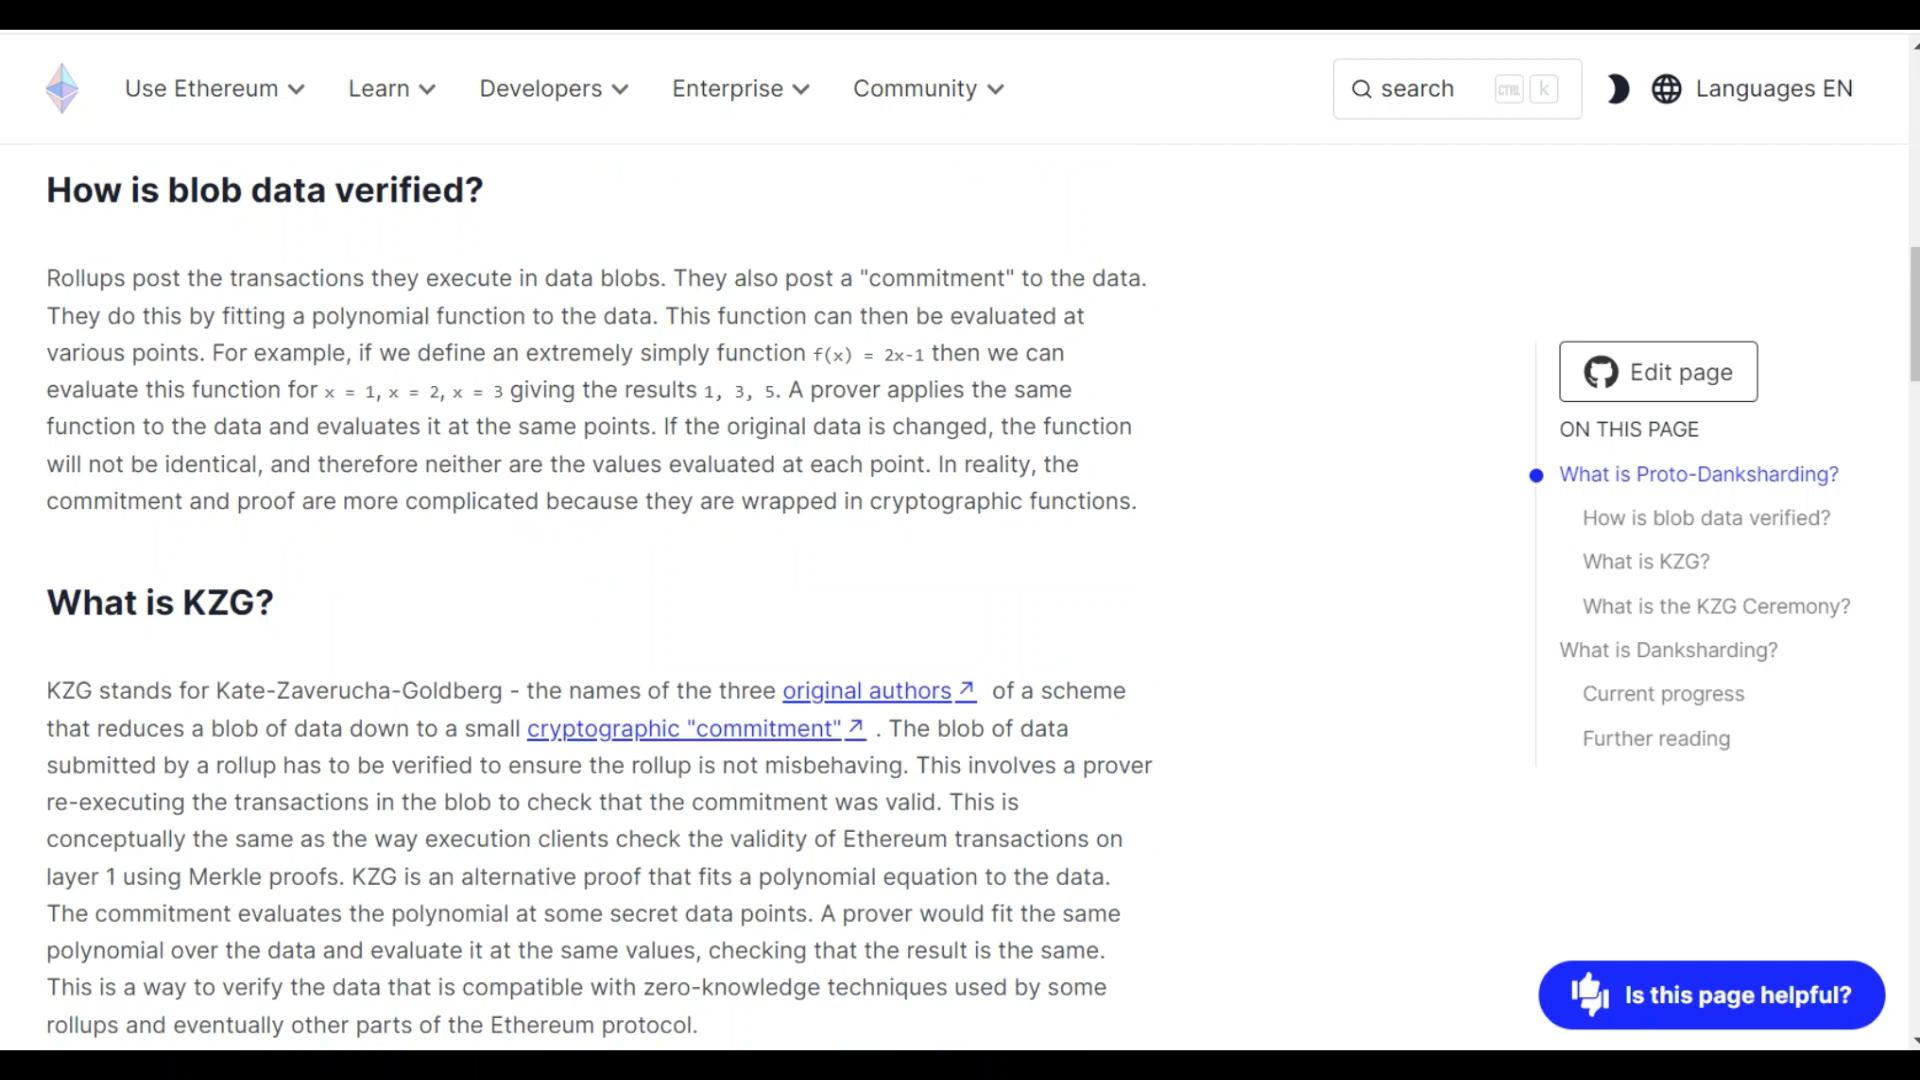 Use Ethereum Learn Developers Enterprise Community search CTRL k Languages EN
How is blob data verified?
Rollups post the transactions they execute in data blobs. They also post a "commitment" to the data.
They do this by fitting a polynomial function to the data. This function can then be evaluated at
various points. For example, if we define an extremely simply function f(x) = 2x-1 then we can
evaluate this function for x = 1, x = 2, x = 3 giving the results 1, 3, 5. A prover applies the same
function to the data and evaluates it at the same points. If the original data is changed, the function
will not be identical, and therefore neither are the values evaluated at each point. In reality, the
commitment and proof are more complicated because they are wrapped in cryptographic functions.
What is KZG?
KZG stands for Kate-Zaverucha-Goldberg - the names of the three original authors of a scheme
that reduces a blob of data down to a small cryptographic "commitment" . The blob of data
submitted by a rollup has to be verified to ensure the rollup is not misbehaving. This involves a prover
re-executing the transactions in the blob to check that the commitment was valid. This is
conceptually the same as the way execution clients check the validity of Ethereum transactions on
layer 1 using Merkle proofs. KZG is an alternative proof that fits a polynomial equation to the data.
The commitment evaluates the polynomial at some secret data points. A prover would fit the same
polynomial over the data and evaluate it at the same values, checking that the result is the same.
This is a way to verify the data that is compatible with zero-knowledge techniques used by some
rollups and eventually other parts of the Ethereum protocol.
Edit page
ON THIS PAGE
What is Proto-Danksharding?
How is blob data verified?
What is KZG?
What is the KZG Ceremony?
What is Danksharding?
Current progress
Further reading
Is this page helpful?